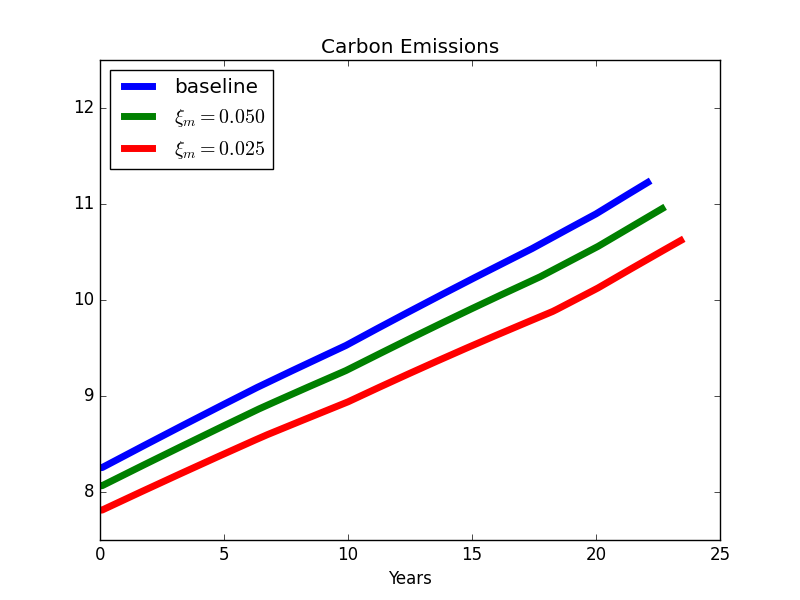 Carbon Emissions
baseline
ξₘ = 0.050
ξₘ = 0.025
12
11
10
9
8
0 5 10 15 20 25
Years